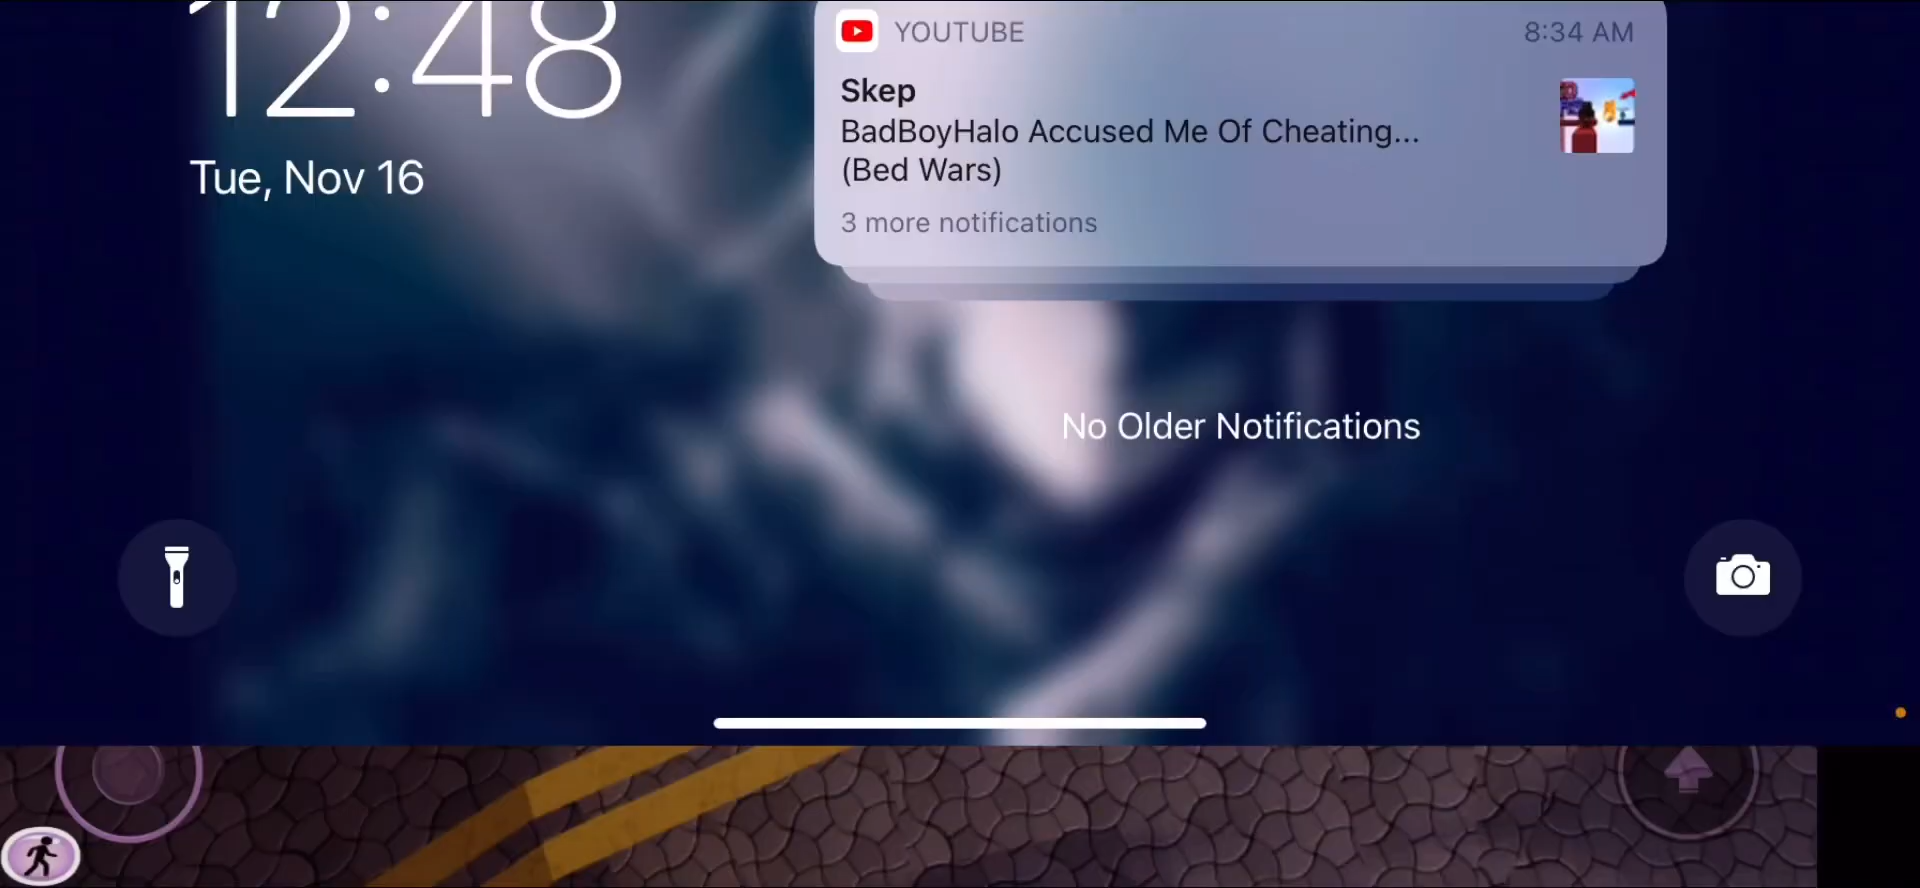 12:48
Tue, Nov 16
YOUTUBE
8:34 AM
Skep
BadBoyHalo Accused Me Of Cheating...
(Bed Wars)
3 more notifications
No Older Notifications